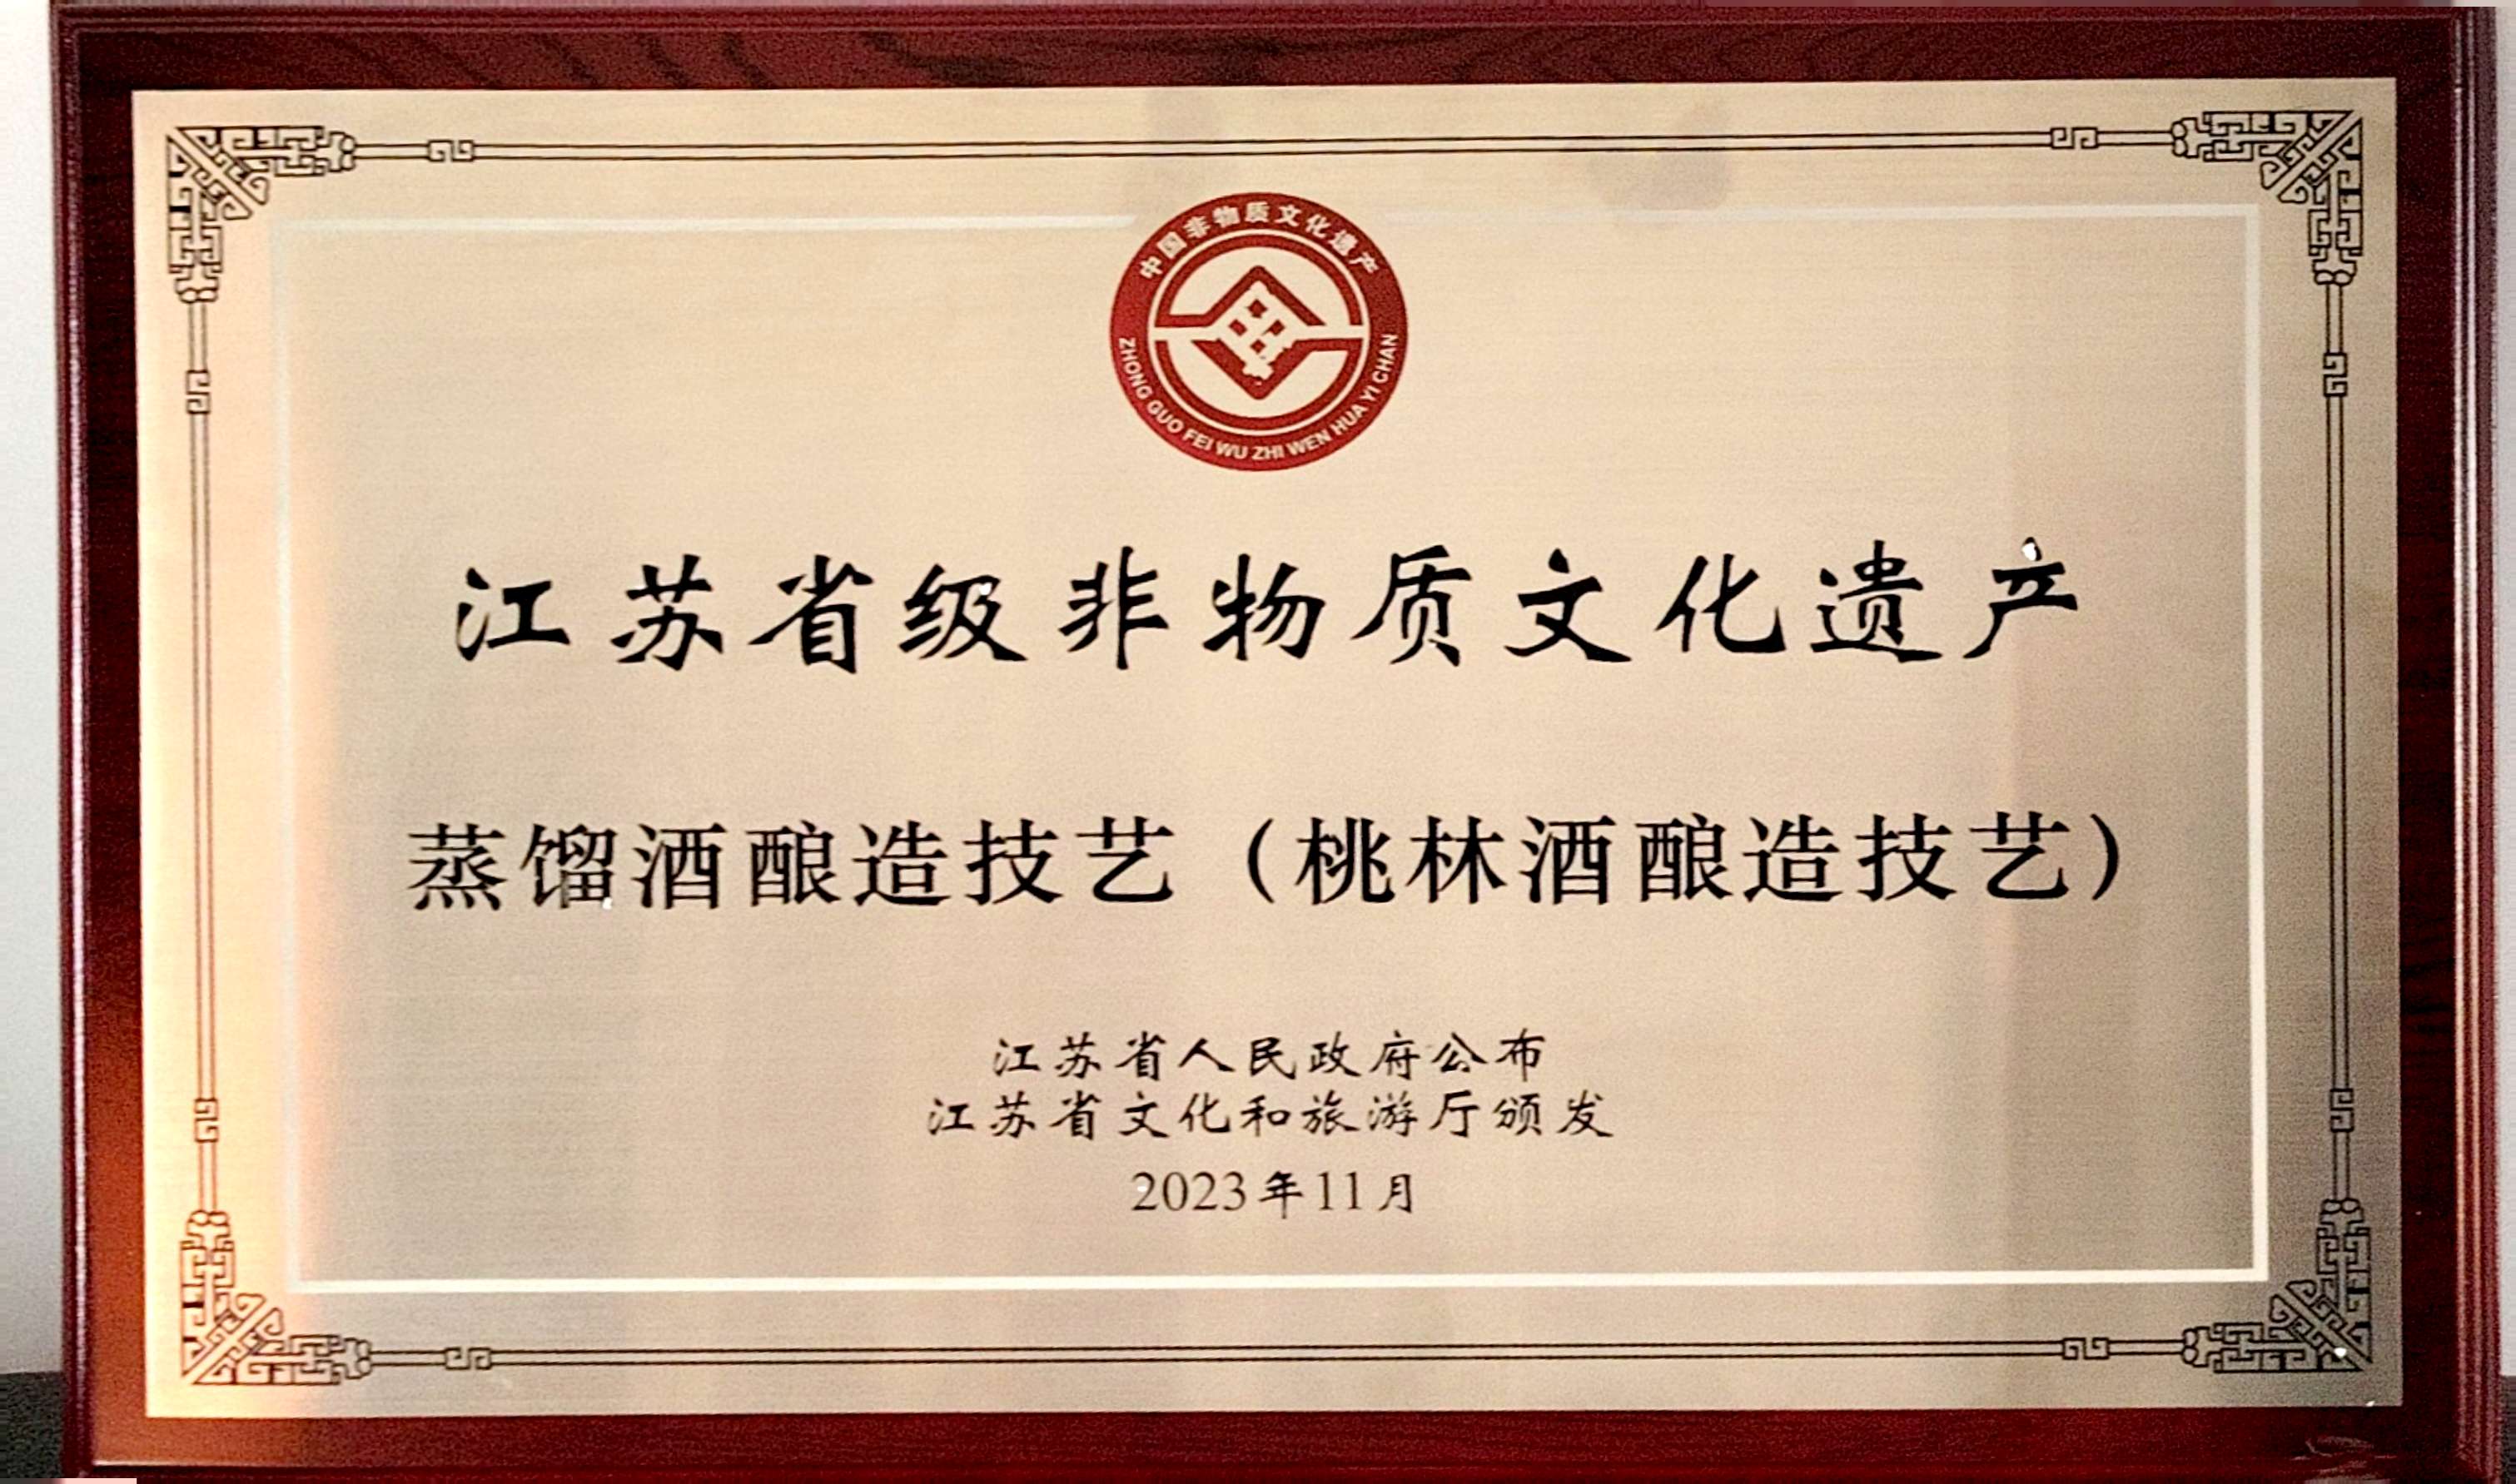 中国非物质文化遗产
ZHONG GUO FEI WU ZHI WEN HUA YI CHAN
江苏省级非物质文化遗产
蒸馏酒酿造技艺（桃林酒酿造技艺）
江苏省人民政府公布
江苏省文化和旅游厅颁发
2023年11月